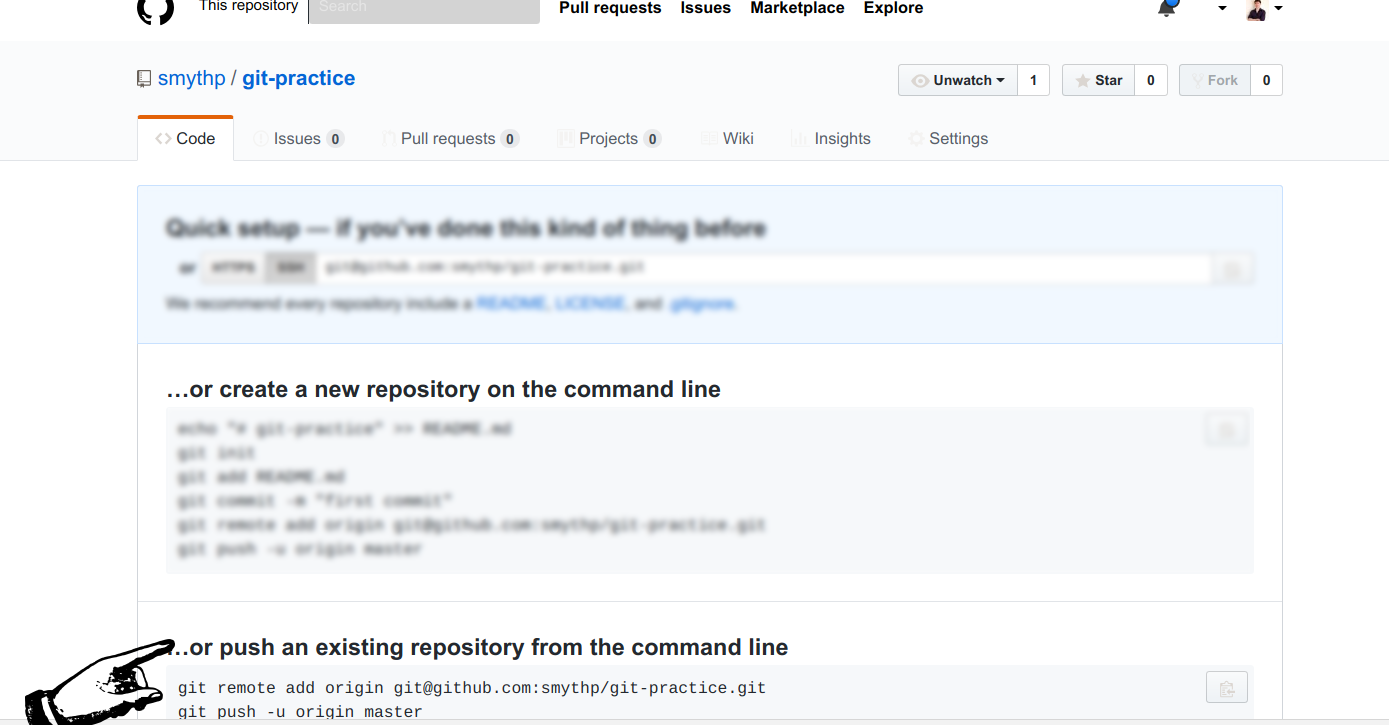 This repository Search Pull requests Issues Marketplace Explore
smythp / git-practice Unwatch 1 Star 0 Fork 0
Code Issues 0 Pull requests 0 Projects 0 Wiki Insights Settings
Quick setup — if you've done this kind of thing before
or HTTPS SSH git@github.com:smythp/git-practice.git
We recommend every repository include a README, LICENSE, and .gitignore.
…or create a new repository on the command line
echo "# git-practice" >> README.md
git init
git add README.md
git commit -m "first commit"
git remote add origin git@github.com:smythp/git-practice.git
git push -u origin master
…or push an existing repository from the command line
git remote add origin git@github.com:smythp/git-practice.git
git push -u origin master